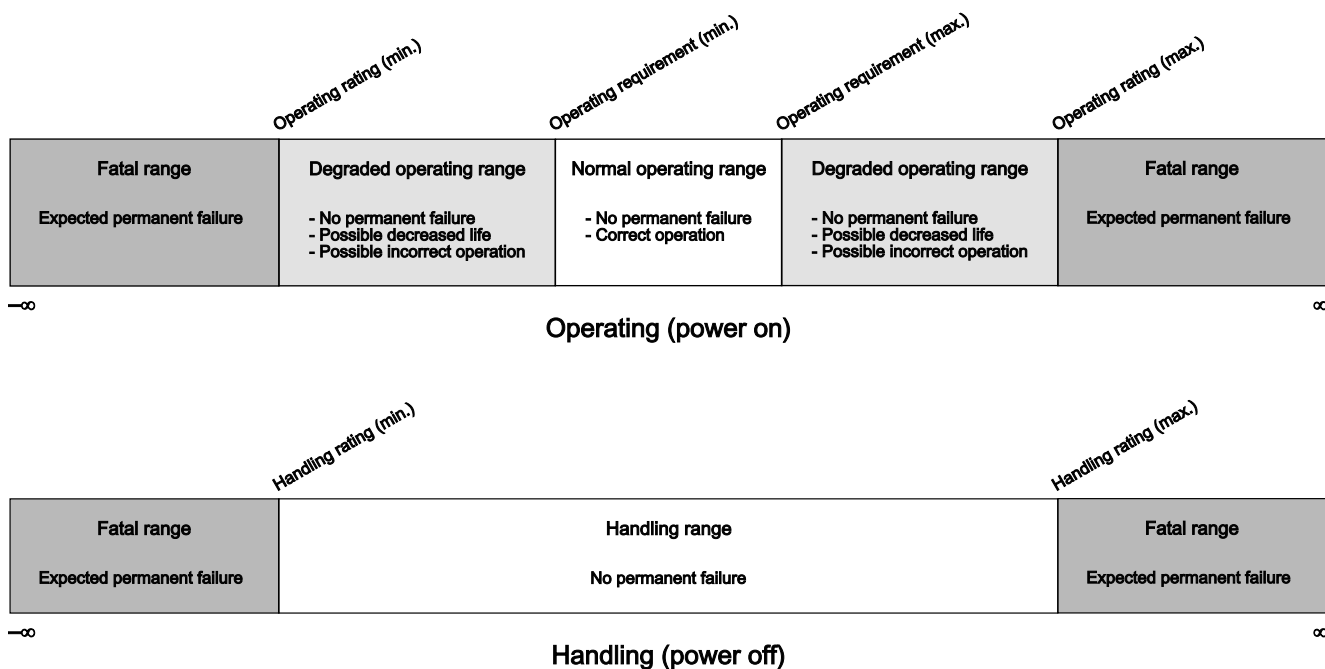 Operating rating (min.)
Operating requirement (min.)
Operating requirement (max.)
Operating rating (max.)
Fatal range
Degraded operating range
Normal operating range
Degraded operating range
Fatal range
Expected permanent failure
- No permanent failure
- Possible decreased life
- Possible incorrect operation
- No permanent failure
- Correct operation
- No permanent failure
- Possible decreased life
- Possible incorrect operation
Expected permanent failure
–∞
∞
Operating (power on)
Handling rating (min.)
Handling rating (max.)
Fatal range
Handling range
Fatal range
Expected permanent failure
No permanent failure
Expected permanent failure
–∞
∞
Handling (power off)